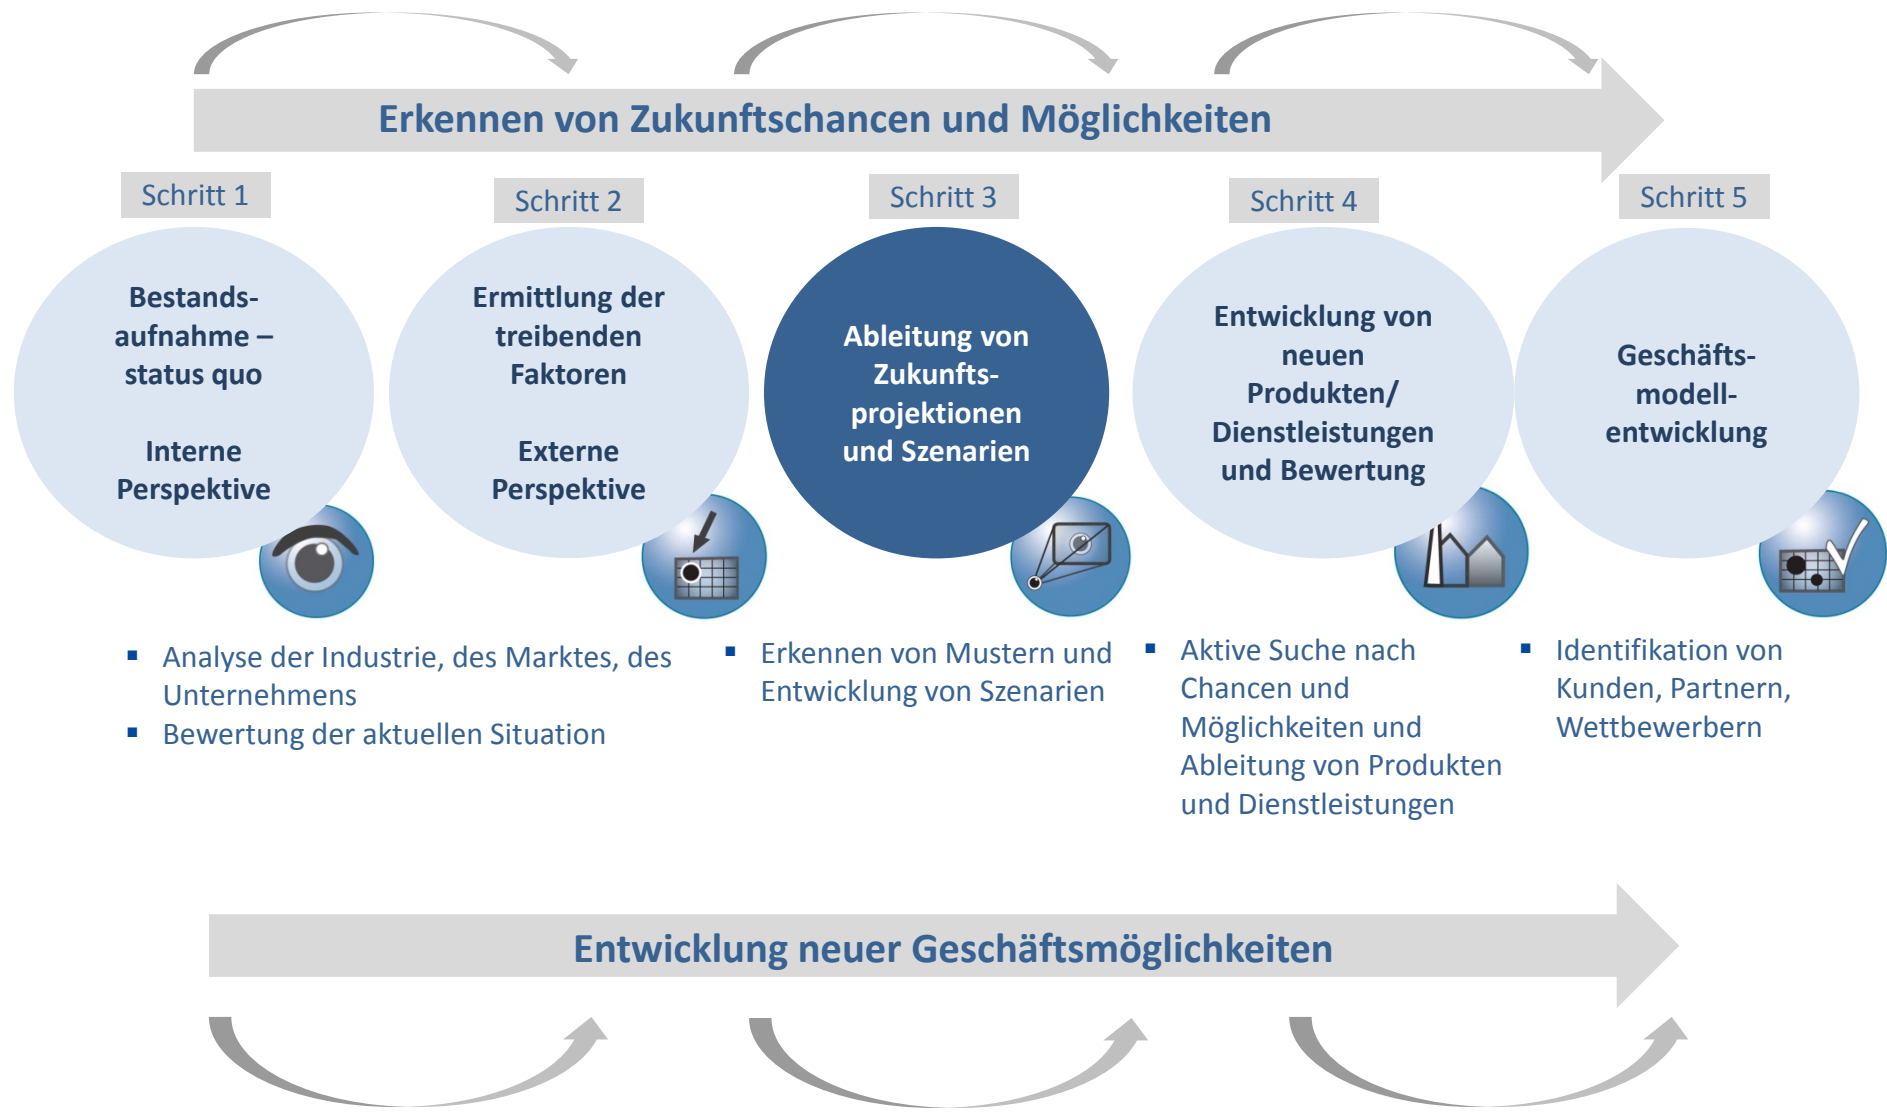 Erkennen von Zukunftschancen und Möglichkeiten
Schritt 1
Schritt 2
Schritt 3
Schritt 4
Schritt 5
Bestands-
aufnahme –
status quo
Interne
Perspektive
Ermittlung der
treibenden
Faktoren
Externe
Perspektive
Ableitung von
Zukunfts-
projektionen
und Szenarien
Entwicklung von
neuen
Produkten/
Dienstleistungen
und Bewertung
Geschäfts-
modell-
entwicklung
▪ Analyse der Industrie, des Marktes, des
Unternehmens
▪ Bewertung der aktuellen Situation
▪ Erkennen von Mustern und
Entwicklung von Szenarien
▪ Aktive Suche nach
Chancen und
Möglichkeiten und
Ableitung von Produkten
und Dienstleistungen
▪ Identifikation von
Kunden, Partnern,
Wettbewerbern
Entwicklung neuer Geschäftsmöglichkeiten